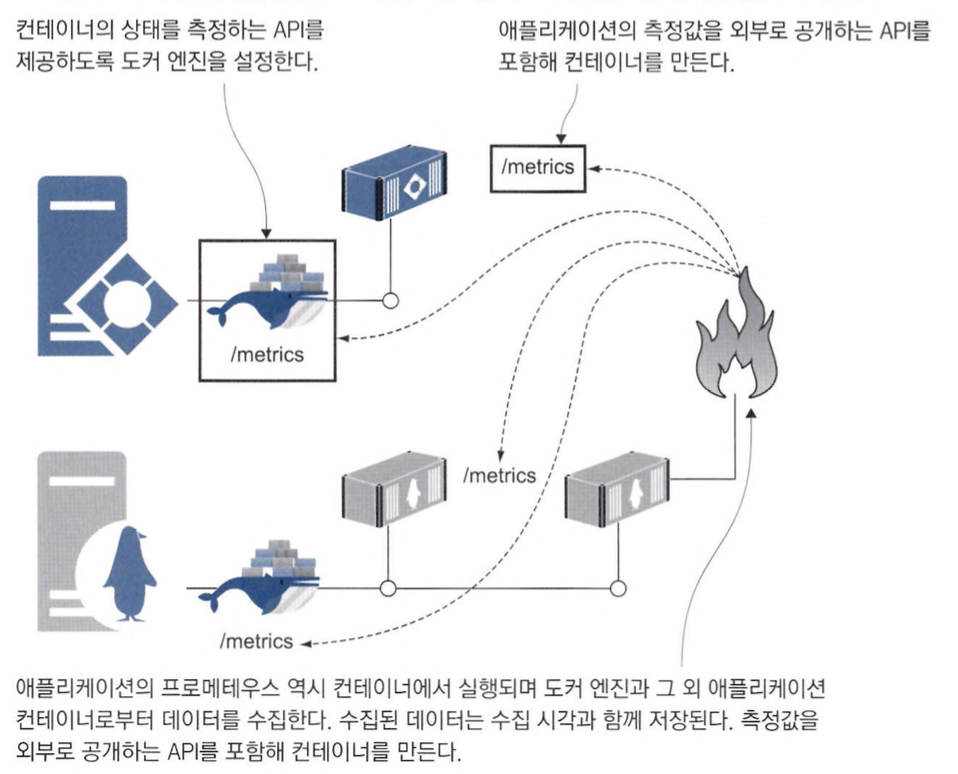 컨테이너의 상태를 측정하는 API를
제공하도록 도커 엔진을 설정한다.
애플리케이션의 측정값을 외부로 공개하는 API를
포함해 컨테이너를 만든다.
/metrics
/metrics
/metrics
/metrics
애플리케이션의 프로메테우스 역시 컨테이너에서 실행되며 도커 엔진과 그 외 애플리케이션
컨테이너로부터 데이터를 수집한다. 수집된 데이터는 수집 시각과 함께 저장된다. 측정값을
외부로 공개하는 API를 포함해 컨테이너를 만든다.